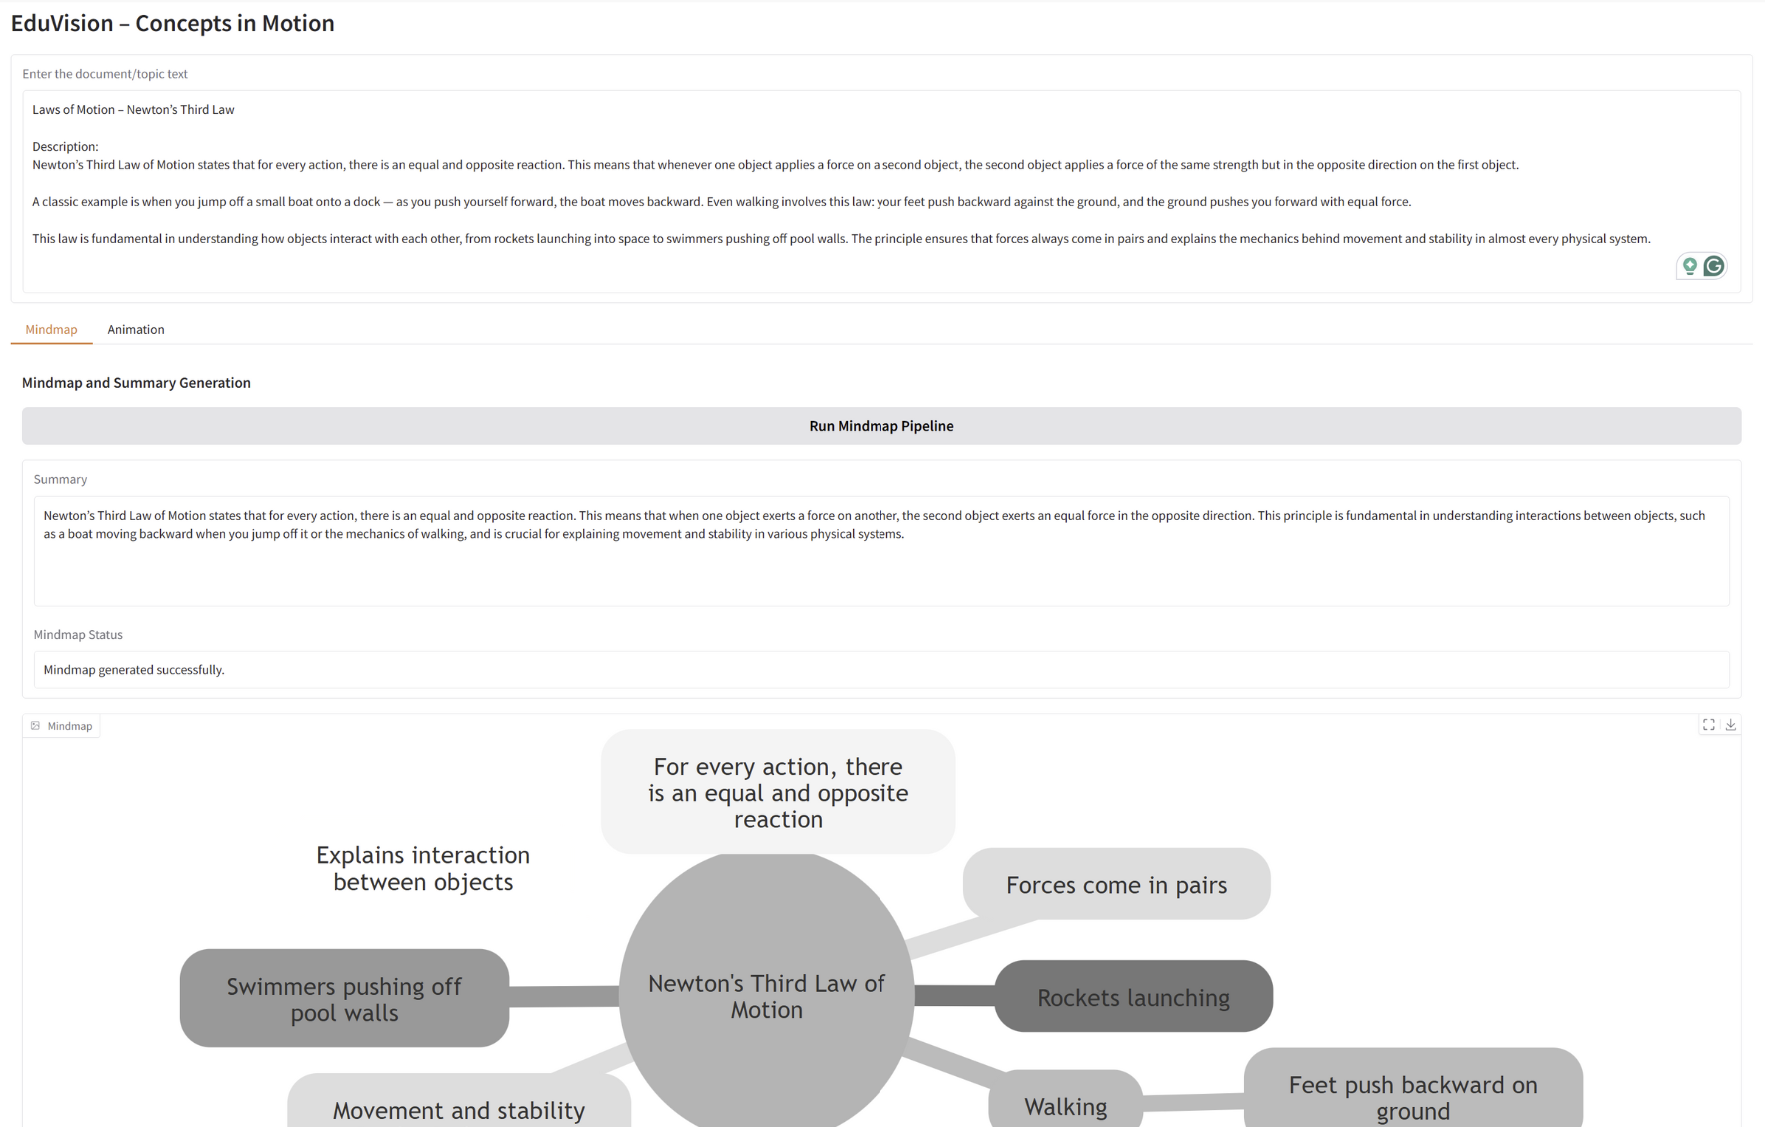 EduVision – Concepts in Motion
Enter the document/topic text
Laws of Motion – Newton’s Third Law
Description:
Newton’s Third Law of Motion states that for every action, there is an equal and opposite reaction. This means that whenever one object applies a force on a second object, the second object applies a force of the same strength but in the opposite direction on the first object.
A classic example is when you jump off a small boat onto a dock — as you push yourself forward, the boat moves backward. Even walking involves this law: your feet push backward against the ground, and the ground pushes you forward with equal force.
This law is fundamental in understanding how objects interact with each other, from rockets launching into space to swimmers pushing off pool walls. The principle ensures that forces always come in pairs and explains the mechanics behind movement and stability in almost every physical system.
Mindmap Animation
Mindmap and Summary Generation
Run Mindmap Pipeline
Summary
Newton’s Third Law of Motion states that for every action, there is an equal and opposite reaction. This means that when one object exerts a force on another, the second object exerts an equal force in the opposite direction. This principle is fundamental in understanding interactions between objects, such
as a boat moving backward when you jump off it or the mechanics of walking, and is crucial for explaining movement and stability in various physical systems.
Mindmap Status
Mindmap generated successfully.
Mindmap
For every action, there
is an equal and opposite
reaction
Explains interaction
between objects
Forces come in pairs
Swimmers pushing off
pool walls
Newton's Third Law of
Motion
Rockets launching
Movement and stability
Walking
Feet push backward on
ground